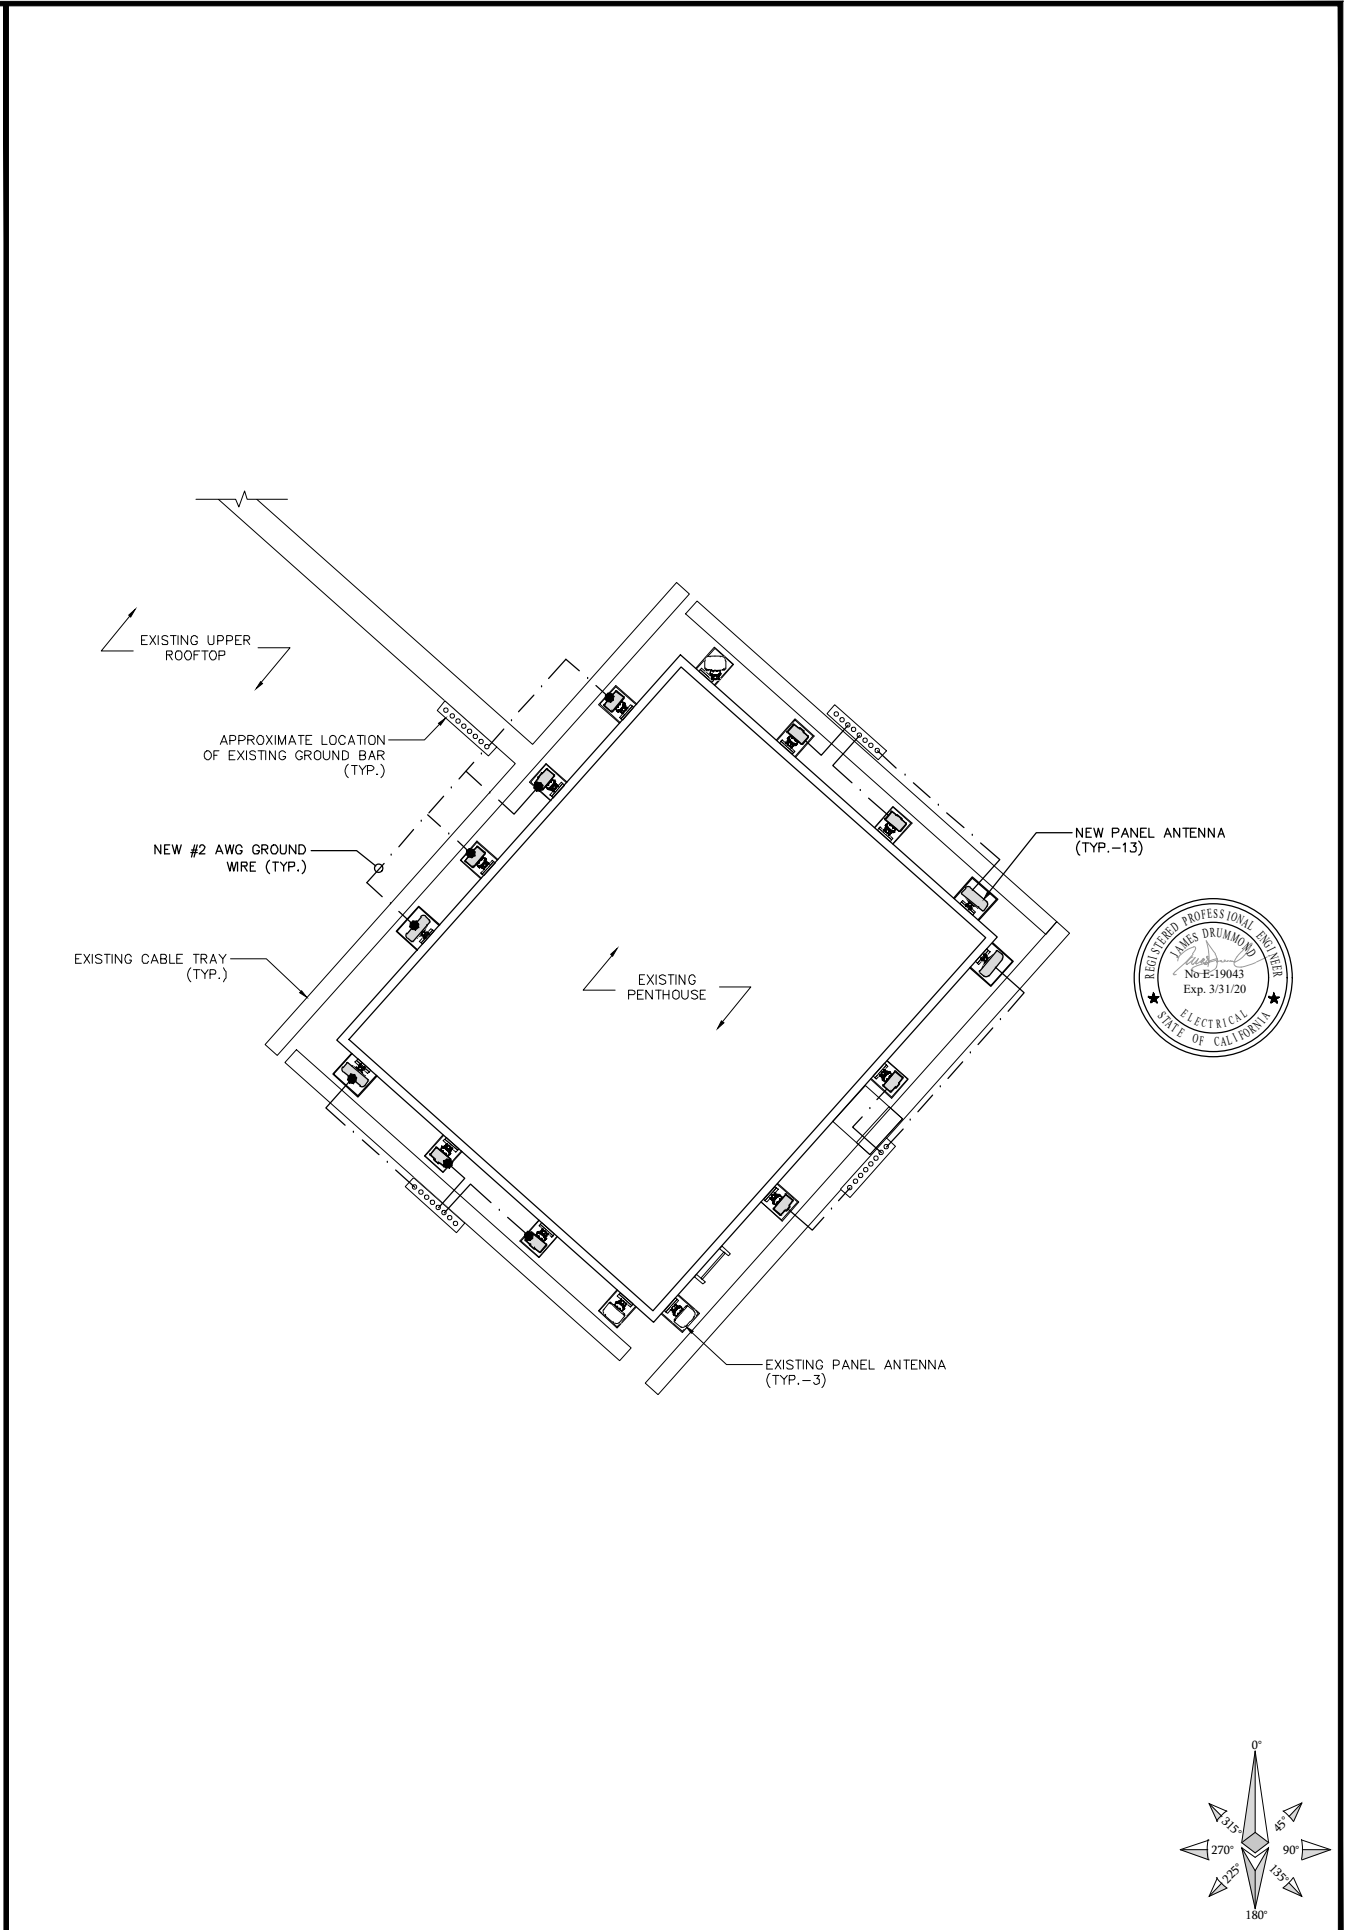 EXISTING UPPER
ROOFTOP
APPROXIMATE LOCATION
OF EXISTING GROUND BAR
(TYP.)
NEW #2 AWG GROUND
WIRE (TYP.)
EXISTING CABLE TRAY
(TYP.)
EXISTING
PENTHOUSE
NEW PANEL ANTENNA
(TYP.-13)
REGISTERED PROFESSIONAL ENGINEER
JAMES DRUMMOND
No E-19043
Exp. 3/31/20
ELECTRICAL
STATE OF CALIFORNIA
EXISTING PANEL ANTENNA
(TYP.-3)
0°
315°
45°
270°
90°
225°
135°
180°